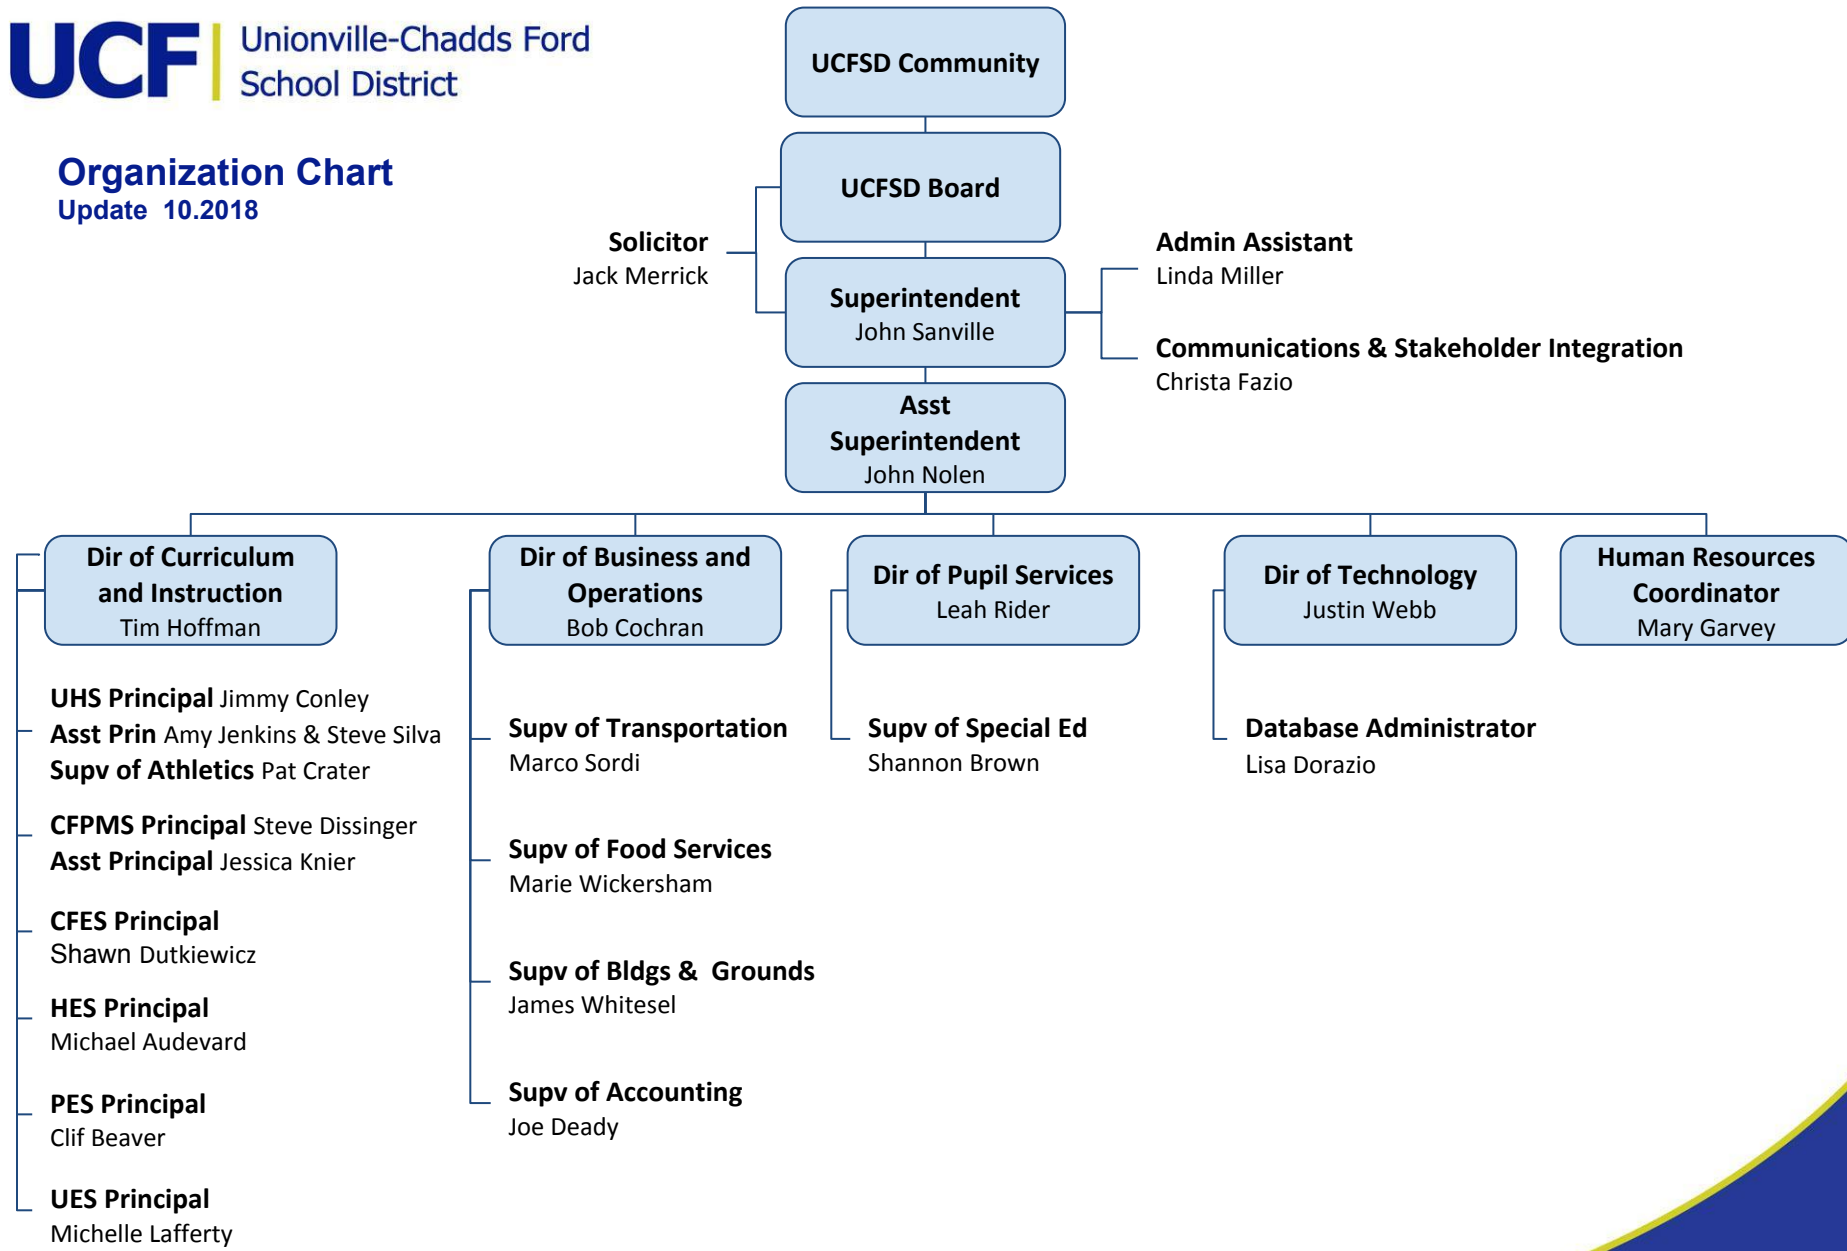 UCF
Unionville-Chadds Ford
School District
Organization Chart
Update 10.2018
UCFSD Community
UCFSD Board
Solicitor
Jack Merrick
Superintendent
John Sanville
Admin Assistant
Linda Miller
Communications & Stakeholder Integration
Christa Fazio
Asst
Superintendent
John Nolen
Dir of Curriculum
and Instruction
Tim Hoffman
Dir of Business and
Operations
Bob Cochran
Dir of Pupil Services
Leah Rider
Dir of Technology
Justin Webb
Human Resources
Coordinator
Mary Garvey
UHS Principal Jimmy Conley
Asst Prin Amy Jenkins & Steve Silva
Supv of Athletics Pat Crater
CFPMS Principal Steve Dissinger
Asst Principal Jessica Knier
CFES Principal
Shawn Dutkiewicz
HES Principal
Michael Audevard
PES Principal
Clif Beaver
UES Principal
Michelle Lafferty
Supv of Transportation
Marco Sordi
Supv of Food Services
Marie Wickersham
Supv of Bldgs & Grounds
James Whitesel
Supv of Accounting
Joe Deady
Supv of Special Ed
Shannon Brown
Database Administrator
Lisa Dorazio